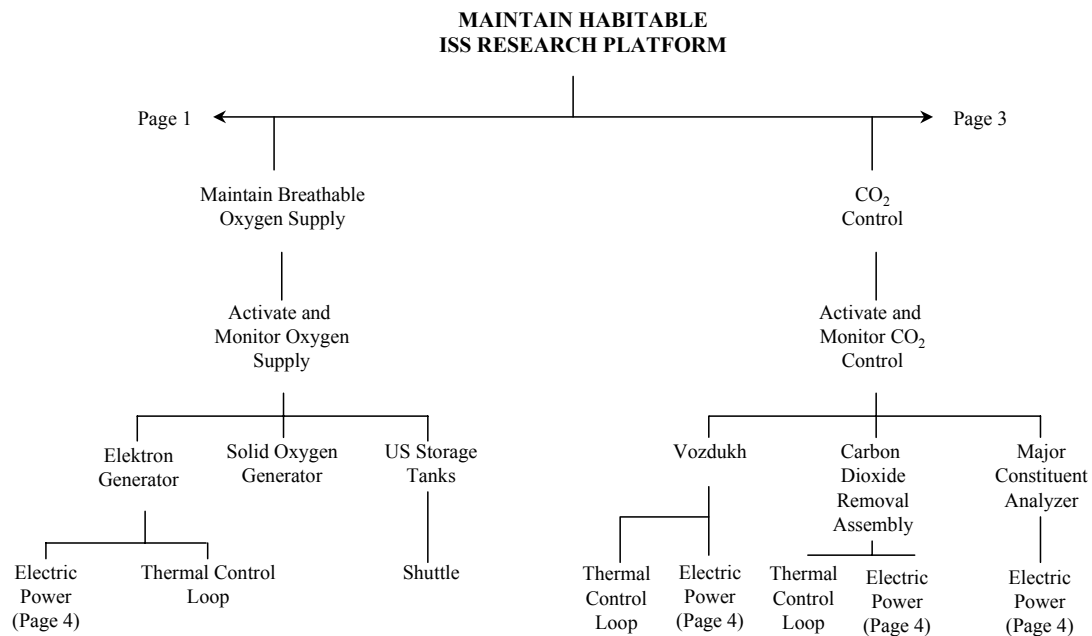 MAINTAIN HABITABLE
ISS RESEARCH PLATFORM
Page 1
Page 3
Maintain Breathable
Oxygen Supply
CO₂
Control
Activate and
Monitor Oxygen
Supply
Activate and
Monitor CO₂
Control
Elektron
Generator
Solid Oxygen
Generator
US Storage
Tanks
Vozdukh
Carbon
Dioxide
Removal
Assembly
Major
Constituent
Analyzer
Electric
Power
(Page 4)
Thermal Control
Loop
Shuttle
Thermal
Control
Loop
Electric
Power
(Page 4)
Thermal
Control
Loop
Electric
Power
(Page 4)
Electric
Power
(Page 4)